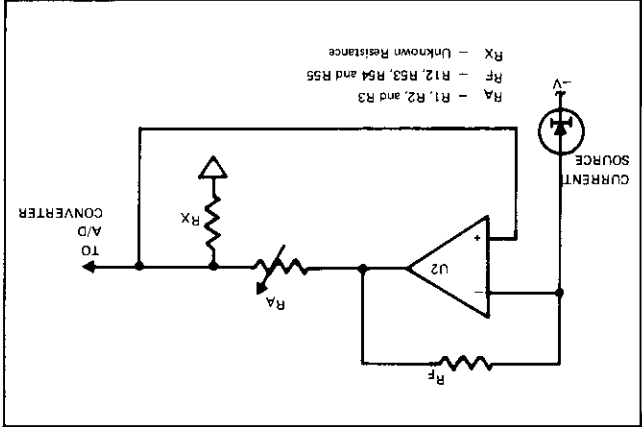 RF
RA
–
U2
TO
A/D
CONVERTER
+
RX
CURRENT
SOURCE
RA – R1, R2, and R3
–V
RF – R12, R53, R54 and R55
RX – Unknown Resistance